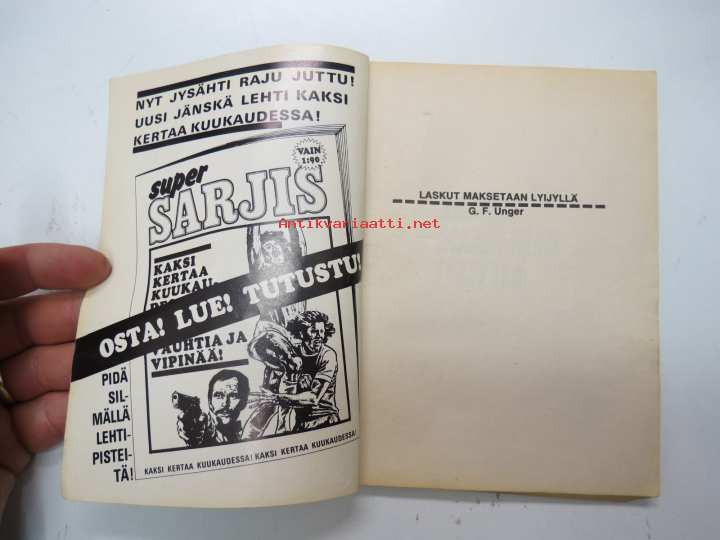 NYT JYSÄHTI RAJU JUTTU!
UUSI JÄNSKÄ LEHTI KAKSI
KERTAA KUUKAUDESSA!
VAIN
1:90
super
SARJIS
KAKSI
KERTAA
KUUKAU-
OSTA! LUE! TUTUSTU!
VAUHTIA JA
VIPINÄÄ!
PIDÄ
SIL-
MÄLLÄ
LEHTI-
PISTEI-
TÄ!
KAKSI KERTAA KUUKAUDESSA! KAKSI KERTAA KUUKAUDESSA!
LASKUT MAKSETAAN LYIJYLLÄ
G. F. Unger
Antikvariaatti.net